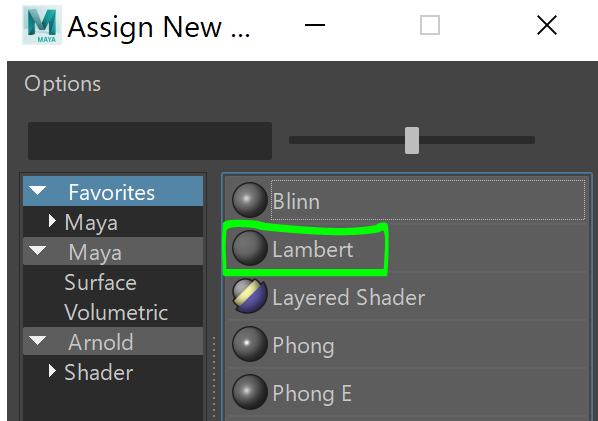 MAYA
Assign New ...
Options
Favorites
Maya
Maya
Surface
Volumetric
Arnold
Shader
Blinn
Lambert
Layered Shader
Phong
Phong E